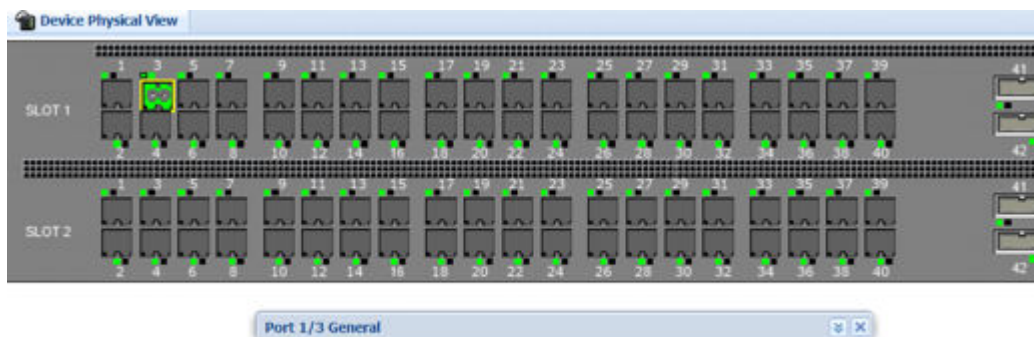 Device Physical View
1 3 5 7 9 11 13 15 17 19 21 23 25 27 29 31 33 35 37 39 41
SLOT 1
2 4 6 8 10 12 14 16 18 20 22 24 26 28 30 32 34 36 38 40 42
1 3 5 7 9 11 13 15 17 19 21 23 25 27 29 31 33 35 37 39 41
SLOT 2
2 4 6 8 10 12 14 16 18 20 22 24 26 28 30 32 34 36 38 40 42
Port 1/3 General